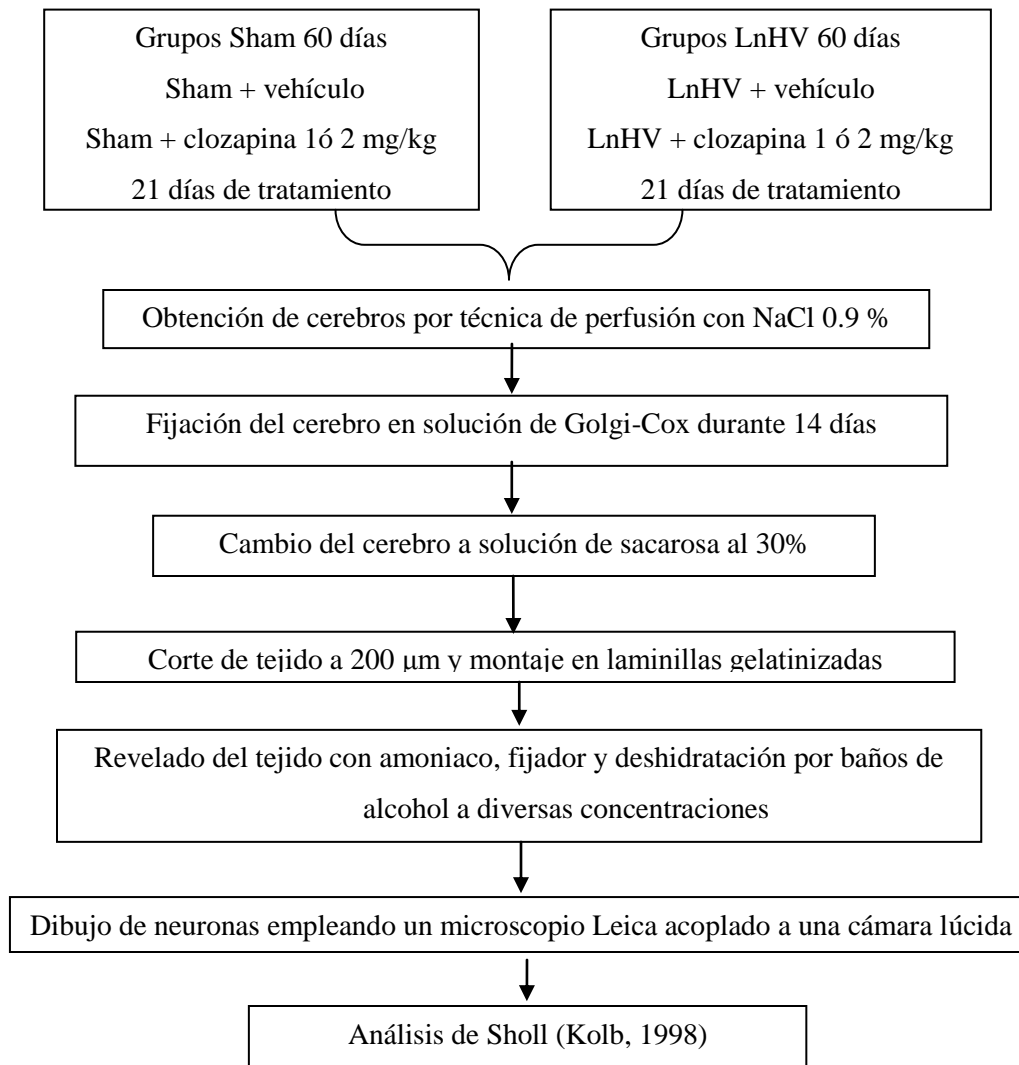 Grupos Sham 60 días
Sham + vehículo
Sham + clozapina 1ó 2 mg/kg
21 días de tratamiento
Grupos LnHV 60 días
LnHV + vehículo
LnHV + clozapina 1 ó 2 mg/kg
21 días de tratamiento
Obtención de cerebros por técnica de perfusión con NaCl 0.9 %
Fijación del cerebro en solución de Golgi-Cox durante 14 días
Cambio del cerebro a solución de sacarosa al 30%
Corte de tejido a 200 µm y montaje en laminillas gelatinizadas
Revelado del tejido con amoniaco, fijador y deshidratación por baños de
alcohol a diversas concentraciones
Dibujo de neuronas empleando un microscopio Leica acoplado a una cámara lúcida
Análisis de Sholl (Kolb, 1998)